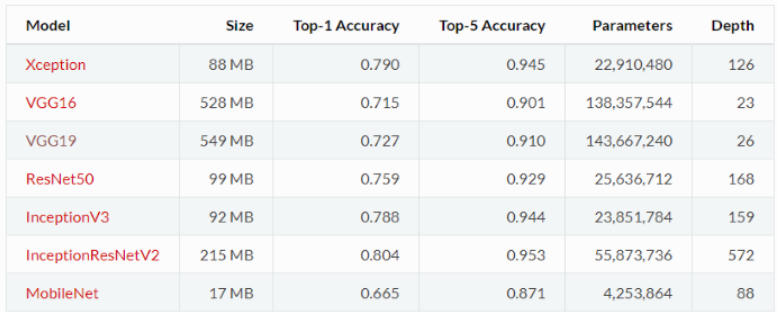 Model Size Top-1 Accuracy Top-5 Accuracy Parameters Depth
Xception 88 MB 0.790 0.945 22,910,480 126
VGG16 528 MB 0.715 0.901 138,357,544 23
VGG19 549 MB 0.727 0.910 143,667,240 26
ResNet50 99 MB 0.759 0.929 25,636,712 168
InceptionV3 92 MB 0.788 0.944 23,851,784 159
InceptionResNetV2 215 MB 0.804 0.953 55,873,736 572
MobileNet 17 MB 0.665 0.871 4,253,864 88